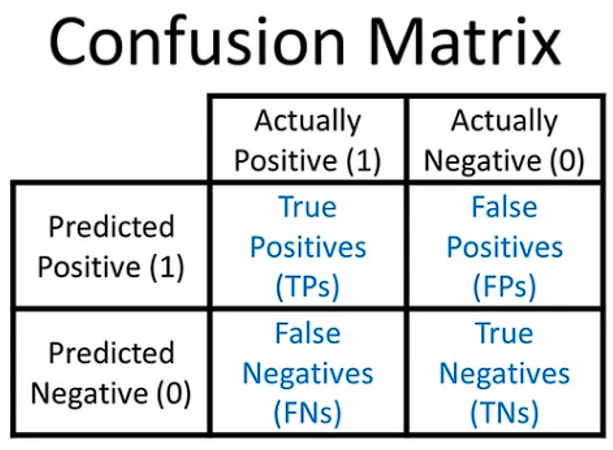 Confusion Matrix
Actually
Positive (1)
Actually
Negative (0)
Predicted
Positive (1)
True
Positives
(TPs)
False
Positives
(FPs)
Predicted
Negative (0)
False
Negatives
(FNs)
True
Negatives
(TNs)